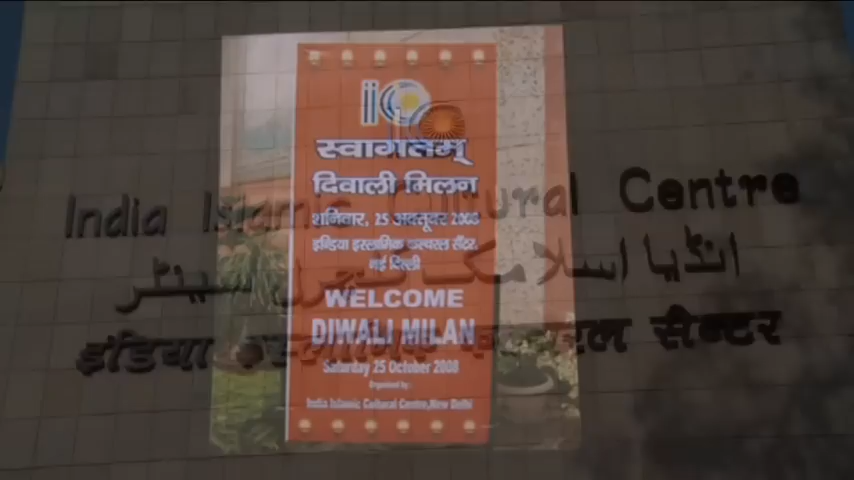 स्वागतम्
दिवाली मिलन
शनिवार, 25 अक्तूबर 2008
इण्डिया इस्लामिक कल्चरल सैंटर,
नई दिल्ली
WELCOME
DIWALI MILAN
Saturday 25 October 2008
Organised by:
India Islamic Cultural Centre, New Delhi
India Islamic Cultural Centre
انڈیا اسلامک کلچرل سینٹر
इंडिया इस्लामिक कल्चरल सैन्टर